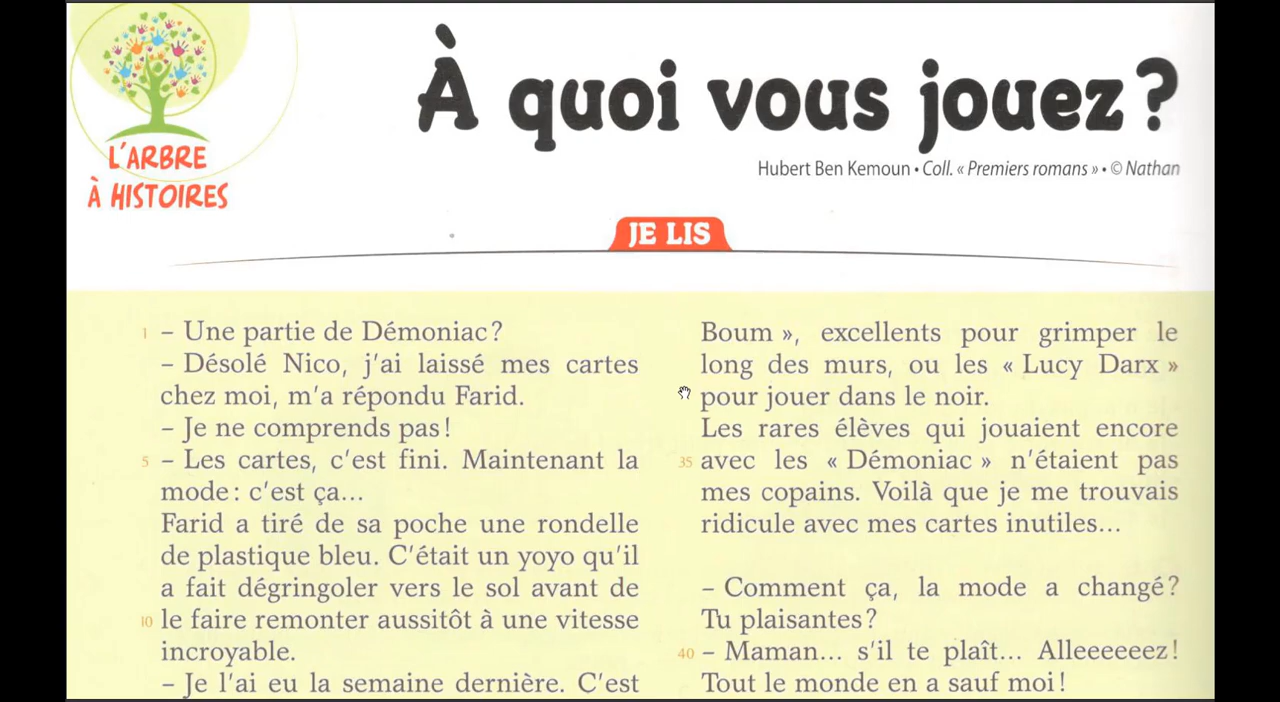 L'ARBRE
À HISTOIRES
À quoi vous jouez ?
Hubert Ben Kemoun • Coll. « Premiers romans » • © Nathan
JE LIS
1 – Une partie de Démoniac ?
– Désolé Nico, j'ai laissé mes cartes
chez moi, m'a répondu Farid.
– Je ne comprends pas !
5 – Les cartes, c'est fini. Maintenant la
mode : c'est ça...
Farid a tiré de sa poche une rondelle
de plastique bleu. C'était un yoyo qu'il
a fait dégringoler vers le sol avant de
10 le faire remonter aussitôt à une vitesse
incroyable.
– Je l'ai eu la semaine dernière. C'est
Boum », excellents pour grimper le
long des murs, ou les « Lucy Darx »
pour jouer dans le noir.
Les rares élèves qui jouaient encore
35 avec les « Démoniac » n'étaient pas
mes copains. Voilà que je me trouvais
ridicule avec mes cartes inutiles...
– Comment ça, la mode a changé ?
Tu plaisantes ?
40 – Maman... s'il te plaît... Alleeeeeez !
Tout le monde en a sauf moi !